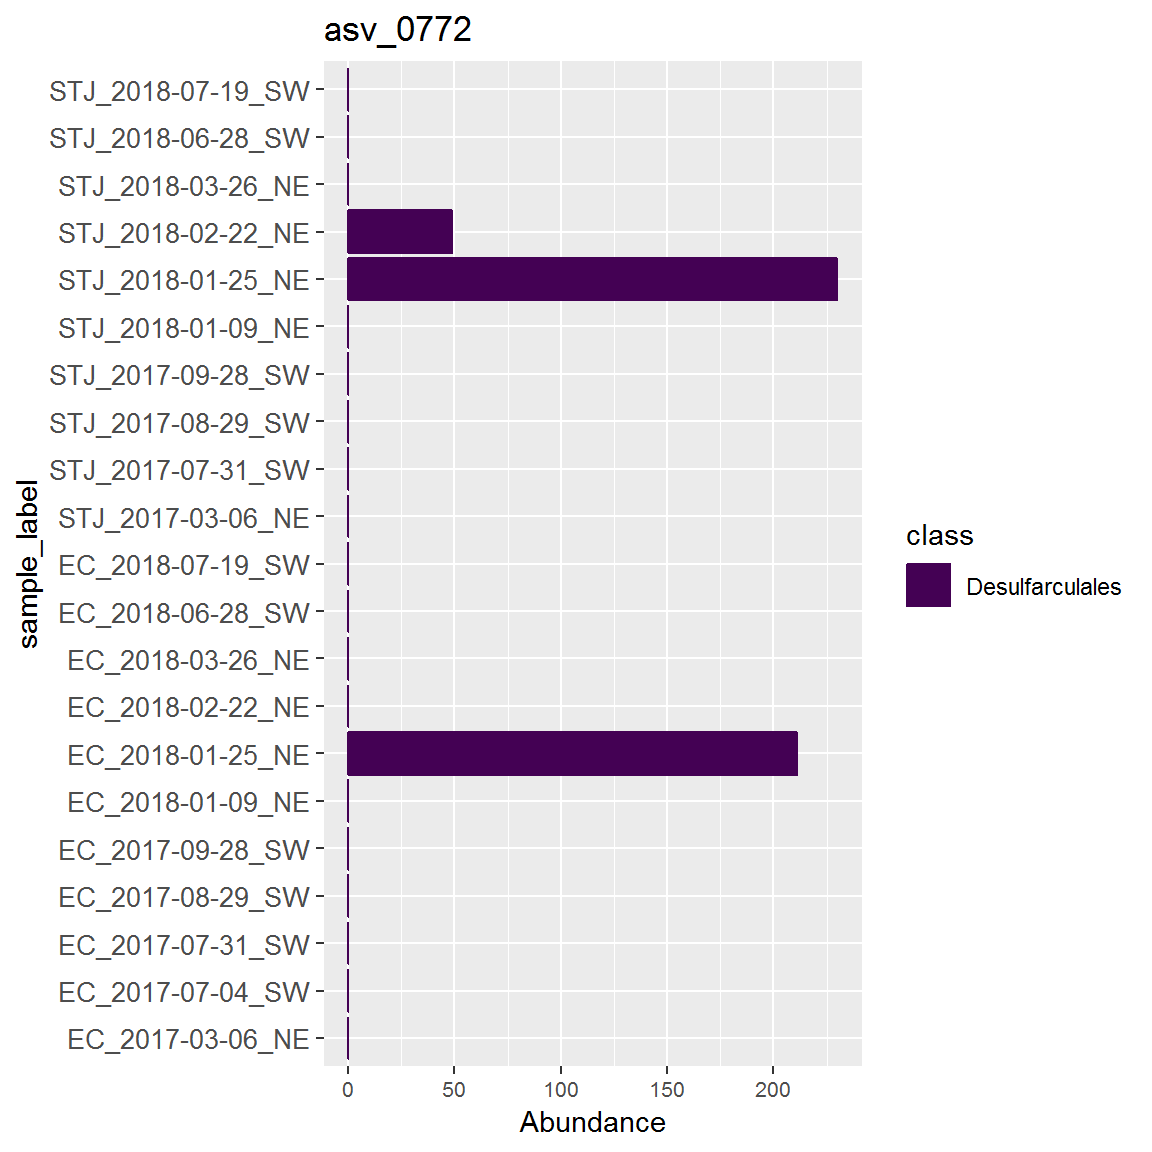 asv_0772
STJ_2018-07-19_SW
STJ_2018-06-28_SW
STJ_2018-03-26_NE
STJ_2018-02-22_NE
STJ_2018-01-25_NE
STJ_2018-01-09_NE
STJ_2017-09-28_SW
STJ_2017-08-29_SW
STJ_2017-07-31_SW
STJ_2017-03-06_NE
EC_2018-07-19_SW
EC_2018-06-28_SW
EC_2018-03-26_NE
EC_2018-02-22_NE
EC_2018-01-25_NE
EC_2018-01-09_NE
EC_2017-09-28_SW
EC_2017-08-29_SW
EC_2017-07-31_SW
EC_2017-07-04_SW
EC_2017-03-06_NE
sample_label
0 50 100 150 200
Abundance
class
Desulfarculales